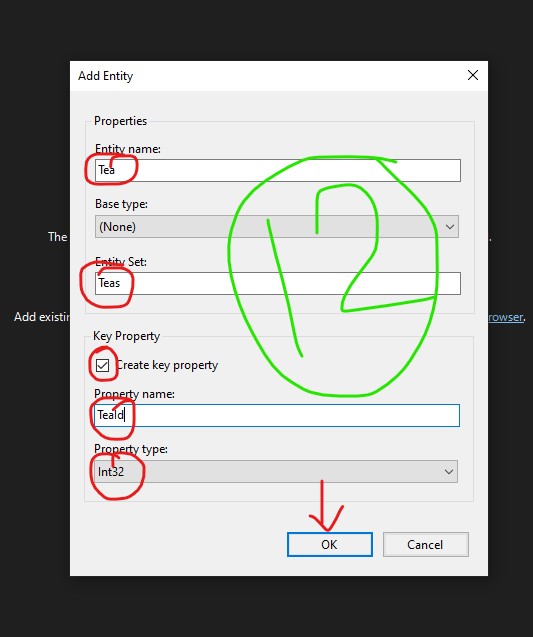 Add Entity
Properties
Entity name:
Tea
Base type:
(None)
The
.
Entity Set:
Teas
12
Add existin
rowser.
Key Property
Create key property
Property name:
TeaId
Property type:
Int32
OK
Cancel